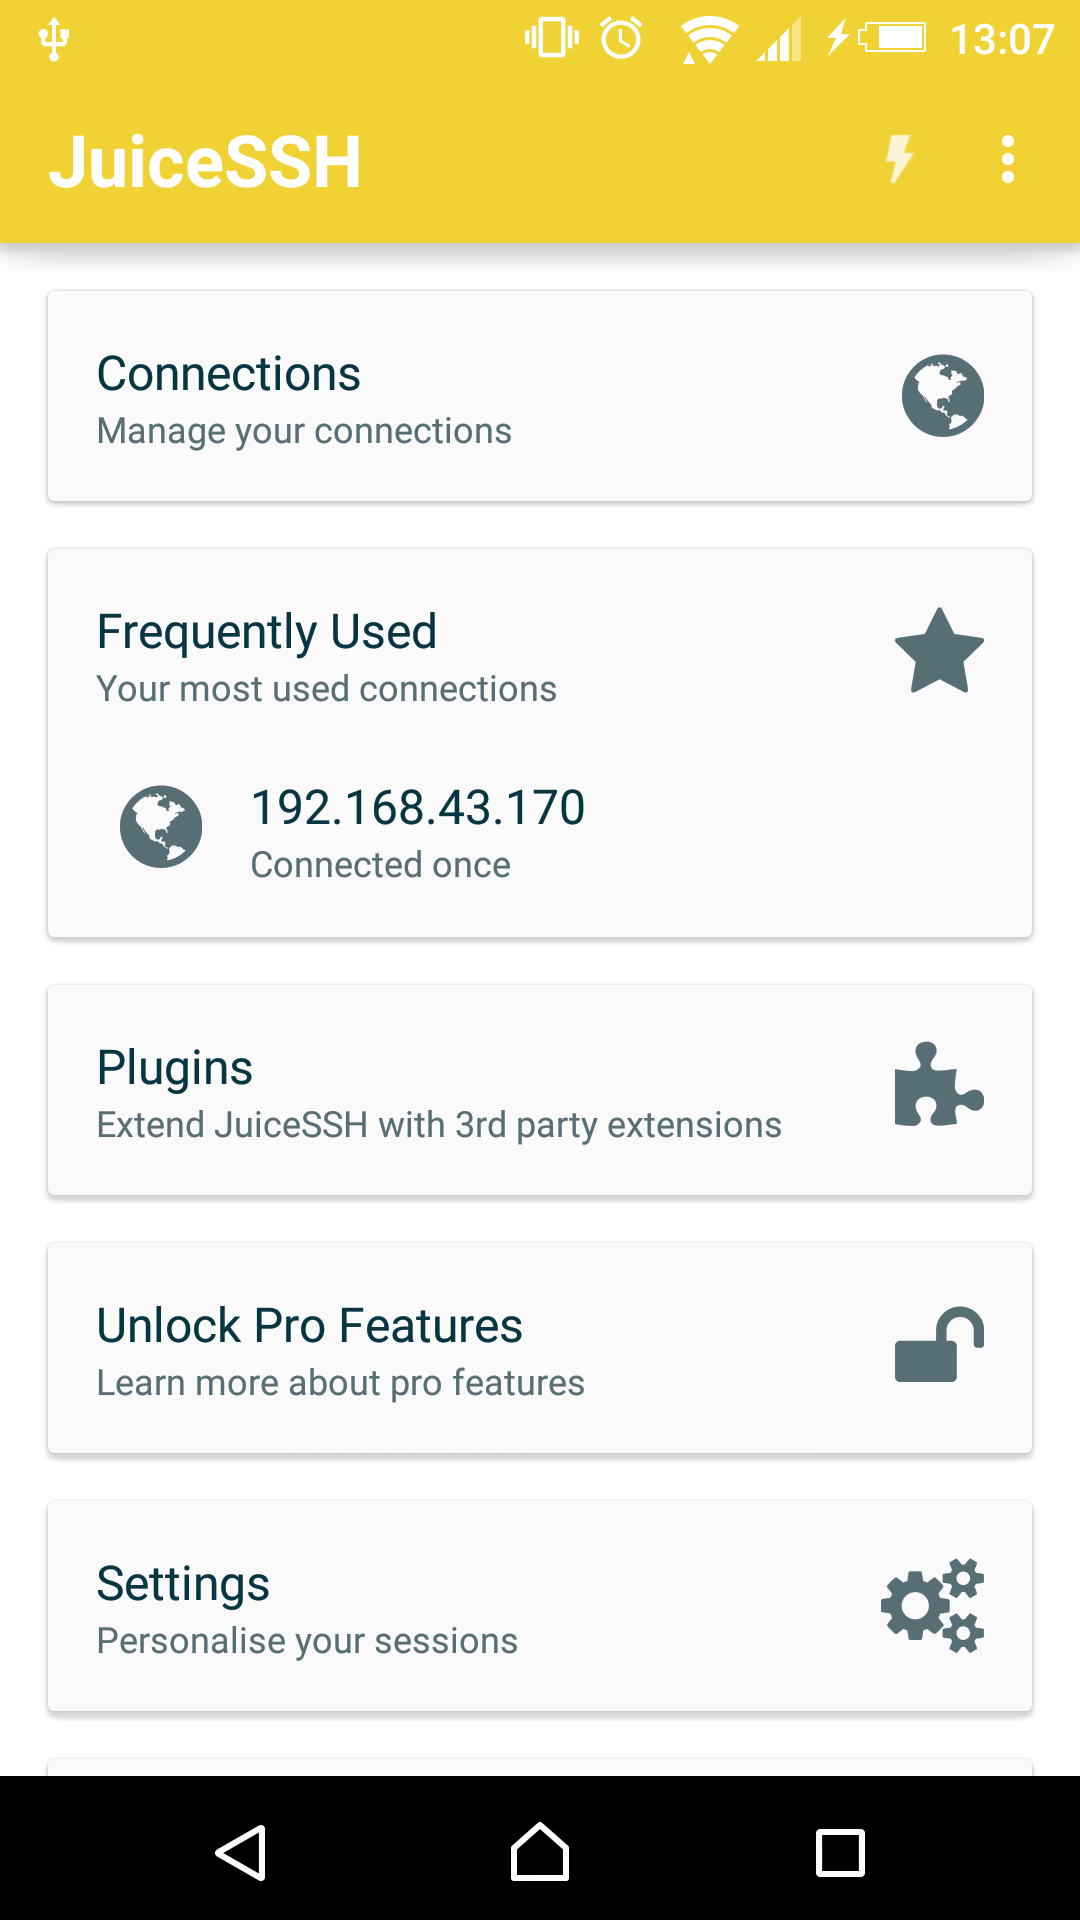 13:07
JuiceSSH
Connections
Manage your connections
Frequently Used
Your most used connections
192.168.43.170
Connected once
Plugins
Extend JuiceSSH with 3rd party extensions
Unlock Pro Features
Learn more about pro features
Settings
Personalise your sessions